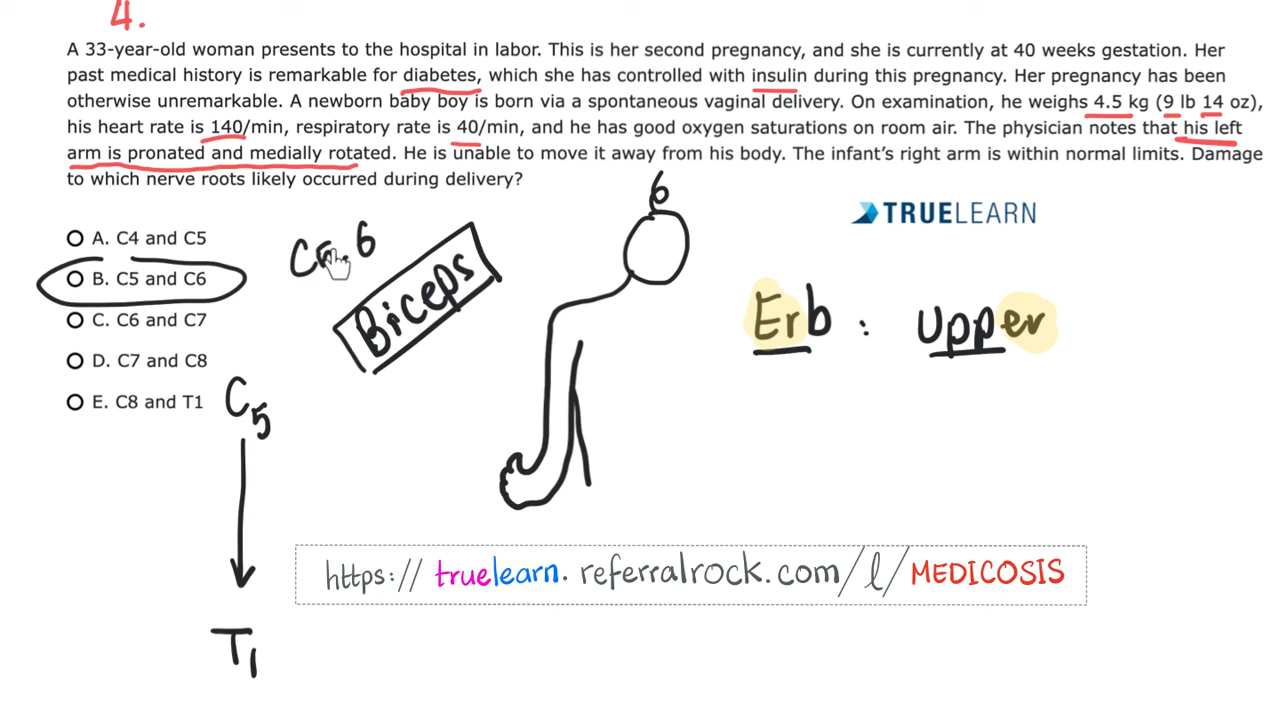 4.
A 33-year-old woman presents to the hospital in labor. This is her second pregnancy, and she is currently at 40 weeks gestation. Her
past medical history is remarkable for diabetes, which she has controlled with insulin during this pregnancy. Her pregnancy has been
otherwise unremarkable. A newborn baby boy is born via a spontaneous vaginal delivery. On examination, he weighs 4.5 kg (9 lb 14 oz),
his heart rate is 140/min, respiratory rate is 40/min, and he has good oxygen saturations on room air. The physician notes that his left
arm is pronated and medially rotated. He is unable to move it away from his body. The infant's right arm is within normal limits. Damage
to which nerve roots likely occurred during delivery?
6
TRUELEARN
A. C4 and C5
B. C5 and C6
C. C6 and C7
D. C7 and C8
E. C8 and T1
C5,6
Biceps
Erb : Upper
C5
T1
https://truelearn.referralrock.com/l/MEDICOSIS